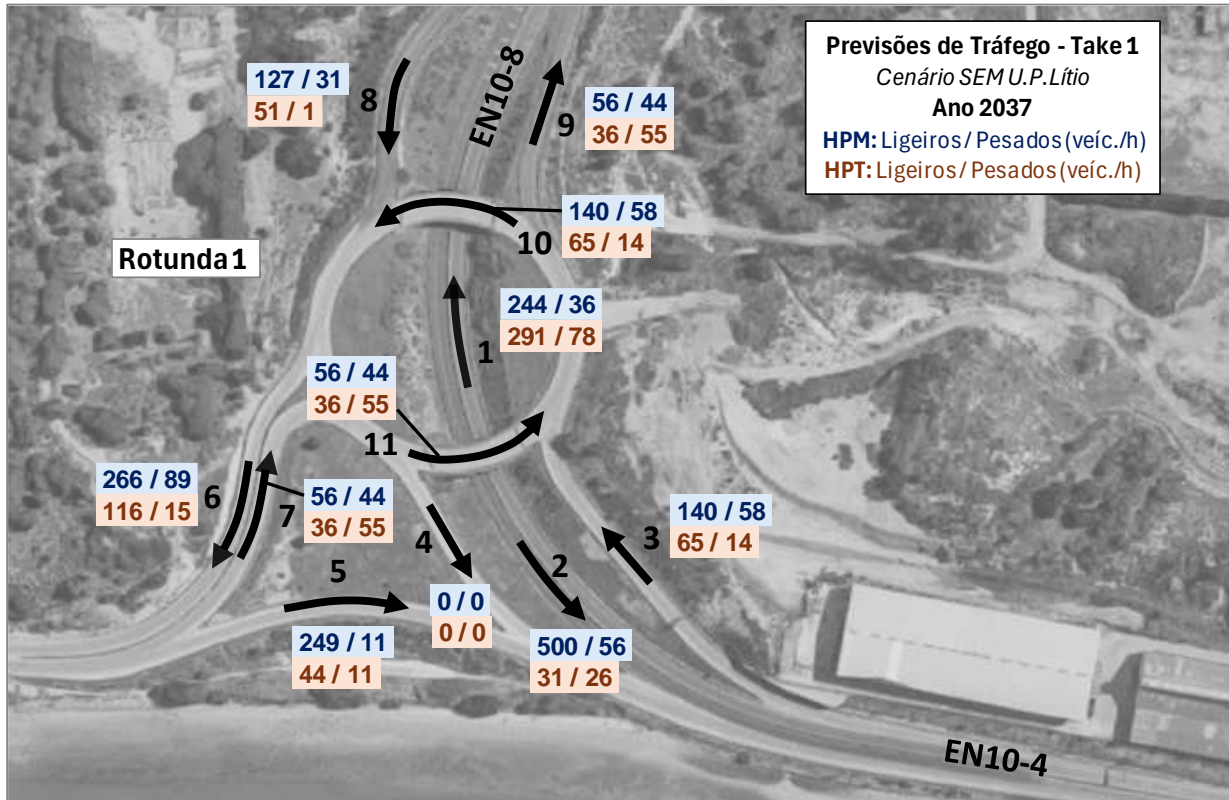 Previsões de Tráfego - Take 1
Cenário SEM U.P.Lítio
Ano 2037
HPM: Ligeiros / Pesados (veíc./h)
HPT: Ligeiros / Pesados (veíc./h)
127 / 31
51 / 1
8
EN10-8
9
56 / 44
36 / 55
140 / 58
65 / 14
10
Rotunda 1
244 / 36
291 / 78
1
56 / 44
36 / 55
11
266 / 89
116 / 15
6
7
56 / 44
36 / 55
4
2
3
140 / 58
65 / 14
5
0 / 0
0 / 0
249 / 11
44 / 11
500 / 56
31 / 26
EN10-4